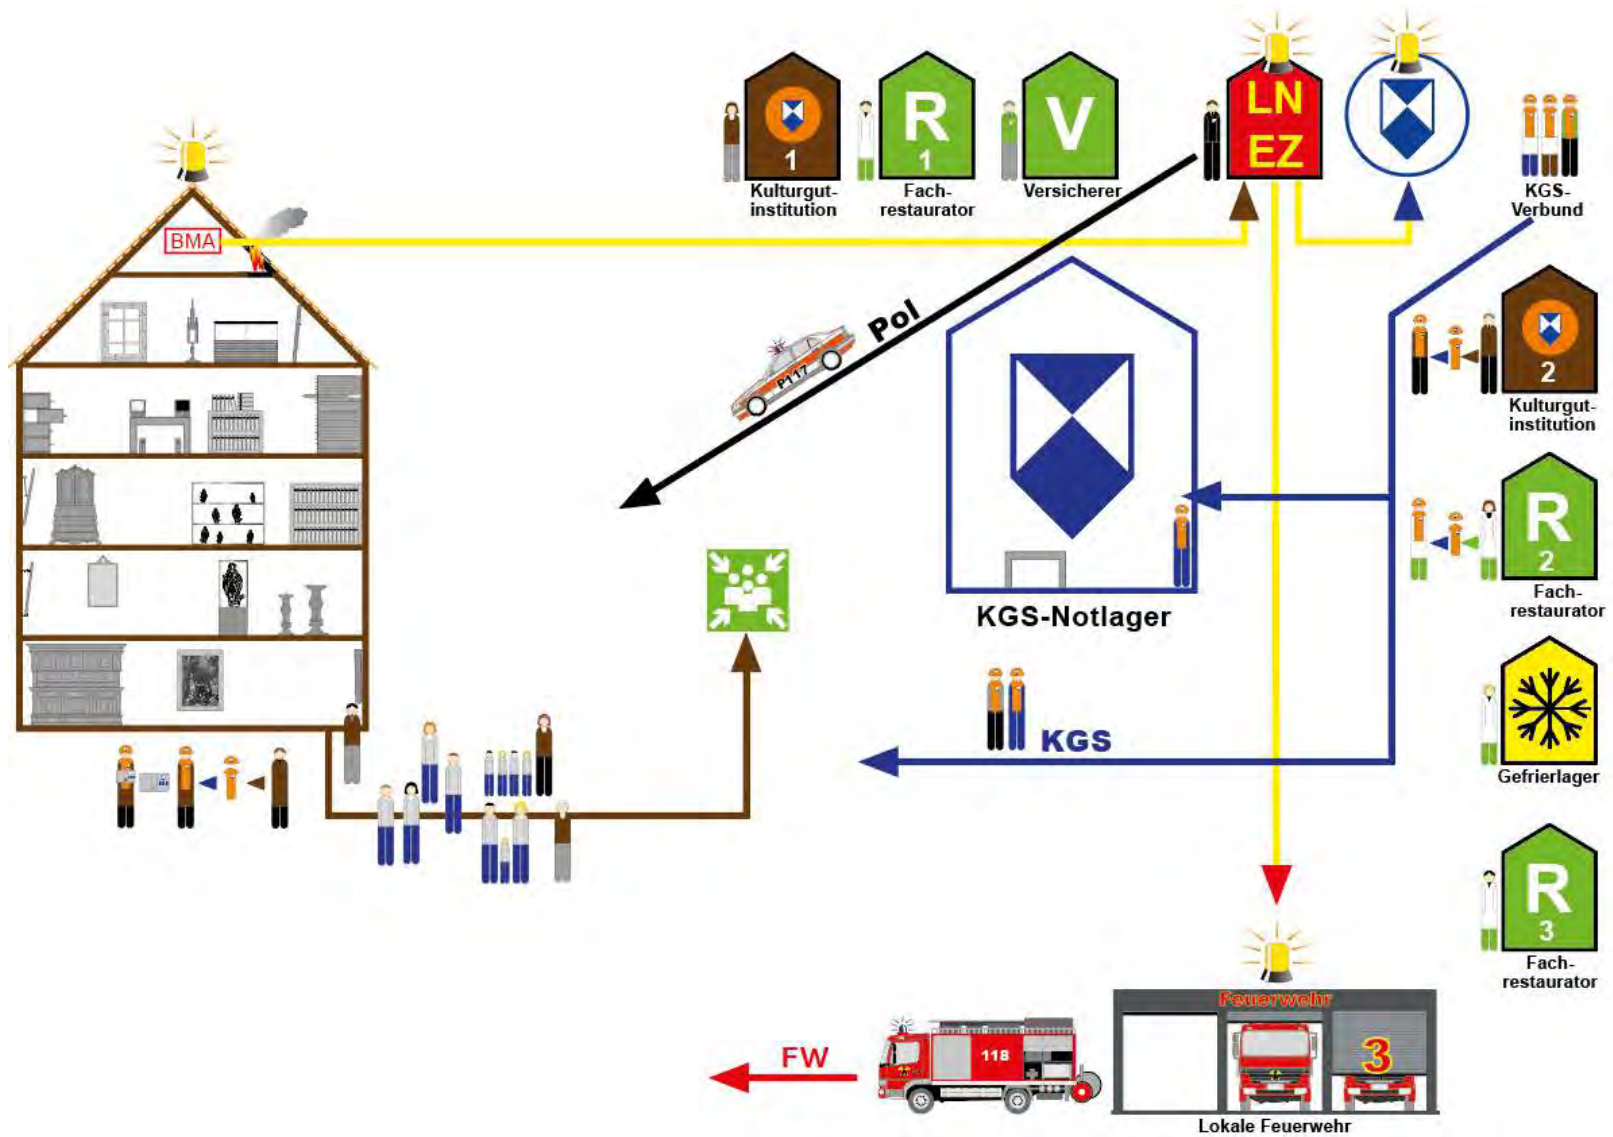 LN
EZ
R
1
V
1
Kulturgut-
institution
Fach-
restaurator
Versicherer
KGS-
Verbund
BMA
Pol
P117
2
Kulturgut-
institution
R
2
Fach-
restaurator
KGS-Notlager
KGS
Gefrierlager
R
3
Fach-
restaurator
Feuerwehr
FW
118
3
Lokale Feuerwehr